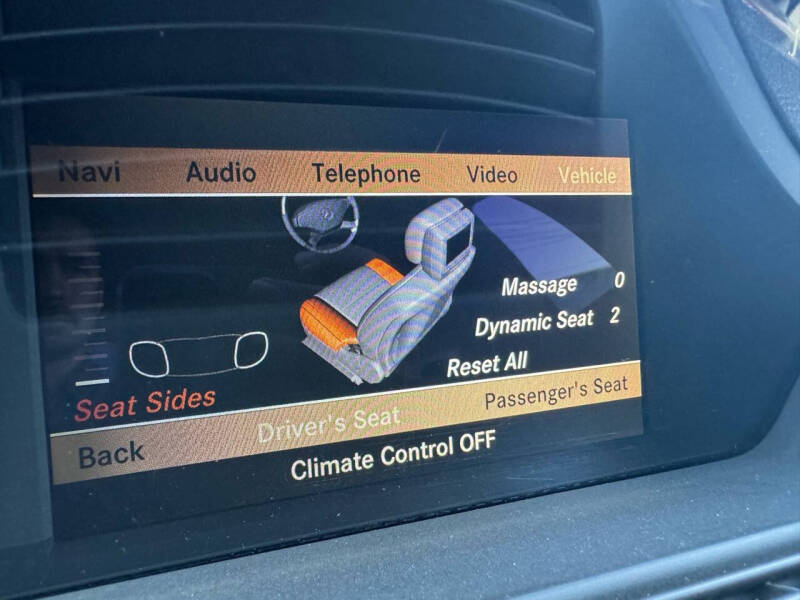 Navi Audio Telephone Video Vehicle
Massage 0
Dynamic Seat 2
Reset All
Seat Sides
Back Driver's Seat Passenger's Seat
Climate Control OFF